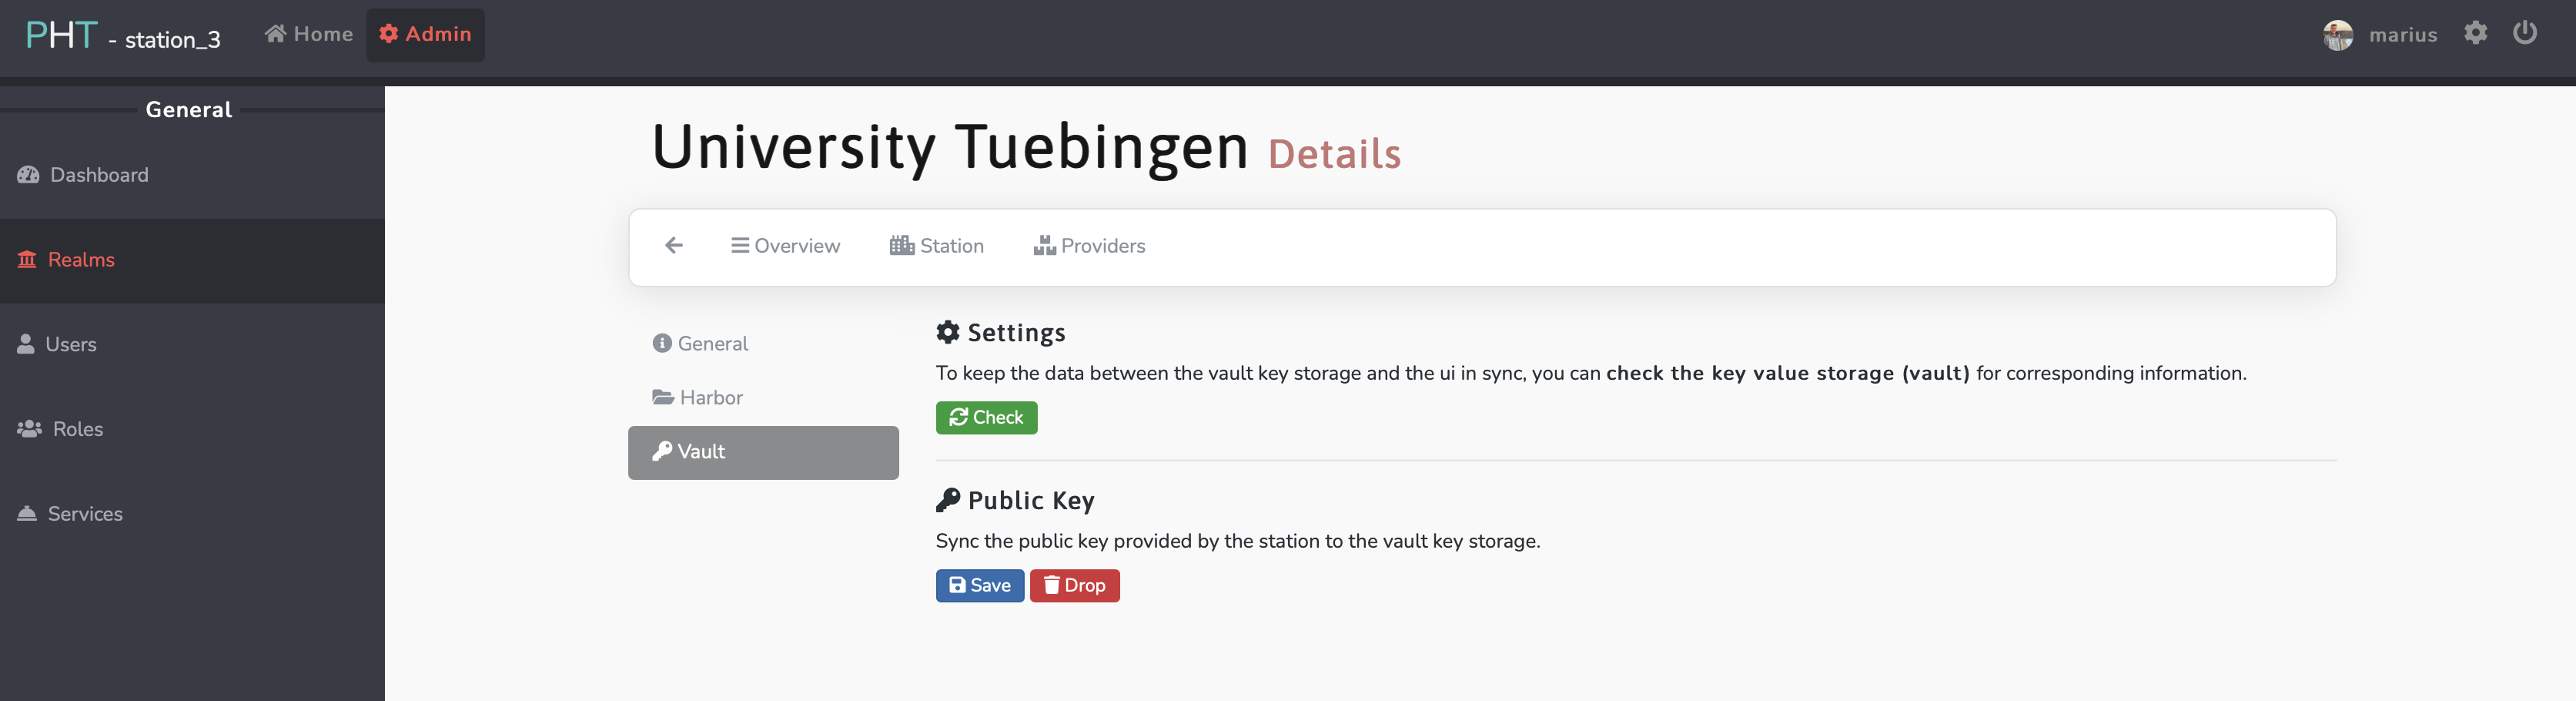 PHT - station_3
Home
Admin
marius
General
Dashboard
Realms
Users
Roles
Services
University Tuebingen Details
Overview
Station
Providers
General
Harbor
Vault
Settings
To keep the data between the vault key storage and the ui in sync, you can check the key value storage (vault) for corresponding information.
Check
Public Key
Sync the public key provided by the station to the vault key storage.
Save
Drop